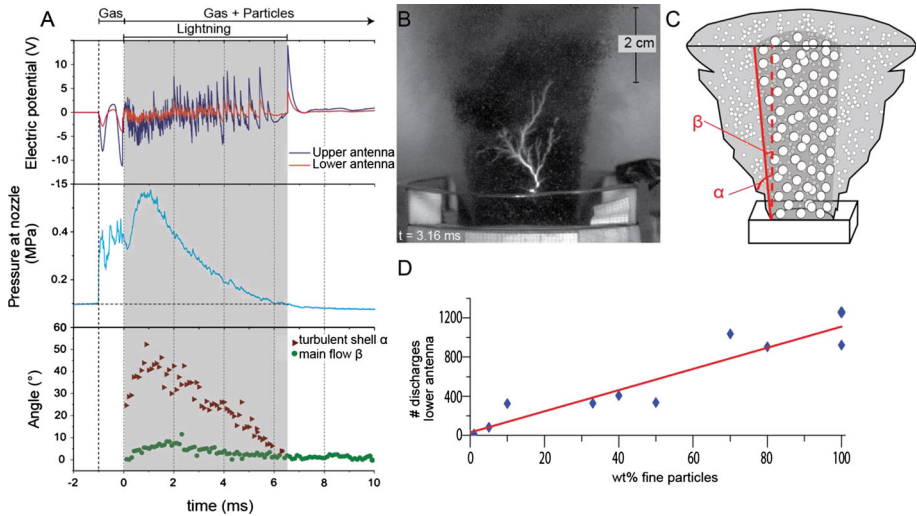 A
Gas
Gas + Particles
Lightning
Electric potential (V)
10
5
0
-5
-10
-15
Upper antenna
Lower antenna
Pressure at nozzle
(MPa)
0.4
0.2
Angle (°)
60
50
40
30
20
10
0
turbulent shell α
main flow β
-2
0
2
4
6
8
10
time (ms)
B
2 cm
t = 3.16 ms
C
β
α
D
# discharges
lower antenna
1200
800
400
0
0
20
40
60
80
100
wt% fine particles